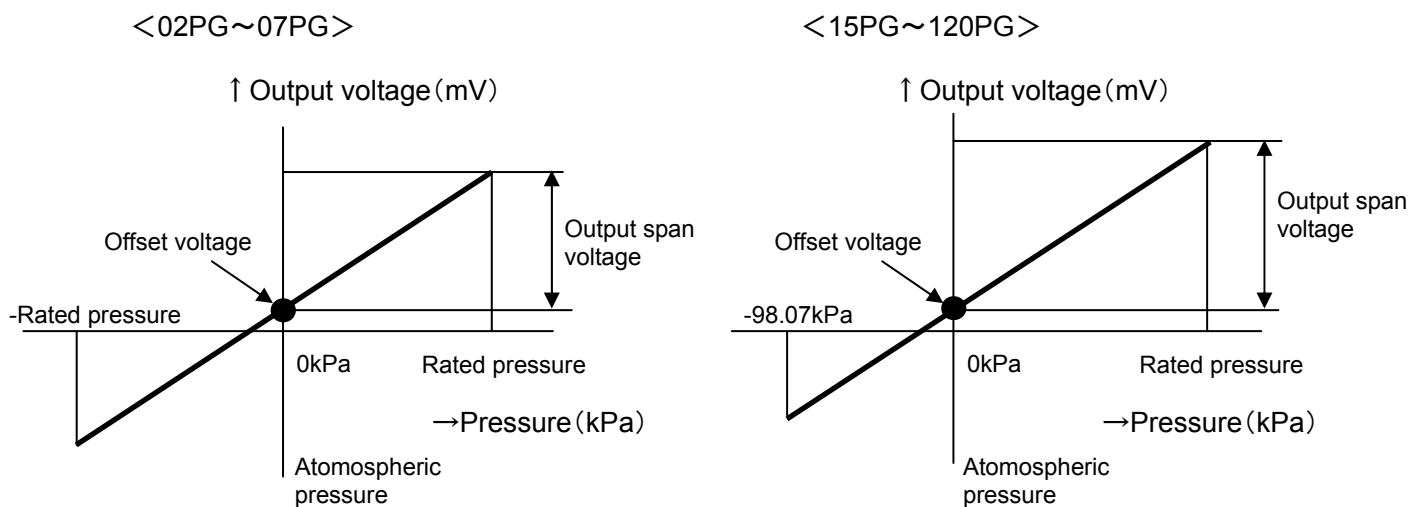 ＜02PG～07PG＞
↑ Output voltage（mV）
Offset voltage
Output span
voltage
-Rated pressure
0kPa
Rated pressure
→Pressure（kPa）
Atomospheric
pressure
＜15PG～120PG＞
↑ Output voltage（mV）
Offset voltage
Output span
voltage
-98.07kPa
0kPa
Rated pressure
→Pressure（kPa）
Atomospheric
pressure